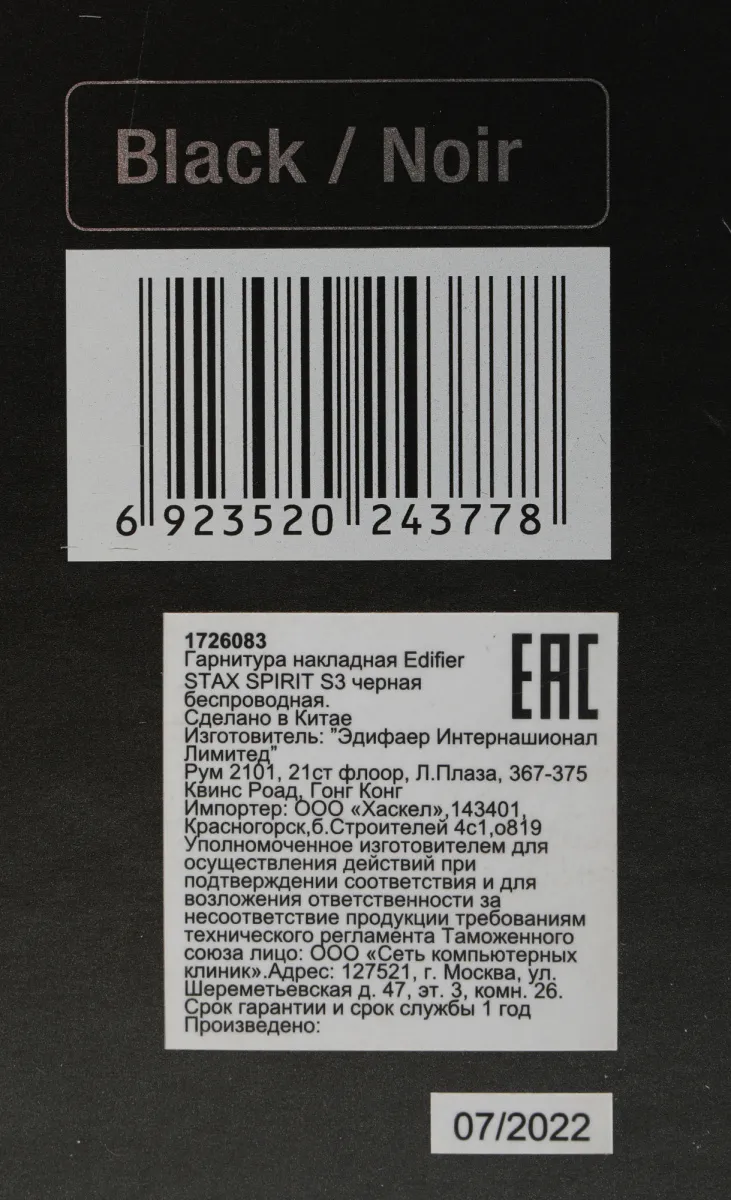 Black / Noir
6 923520 243778
1726083
Гарнитура накладная Edifier
STAX SPIRIT S3 черная
беспроводная.
Сделано в Китае
Изготовитель: "Эдифаер Интернашионал
Лимитед"
Рум 2101, 21ст флоор, Л.Плаза, 367-375
Квинс Роад, Гонг Конг
Импортер: ООО «Хаскел»,143401,
Красногорск,б.Строителей 4с1,о819
Уполномоченное изготовителем для
осуществления действий при
подтверждении соответствия и для
возложения ответственности за
несоответствие продукции требованиям
технического регламента Таможенного
союза лицо: ООО «Сеть компьютерных
клиник».Адрес: 127521, г. Москва, ул.
Шереметьевская д. 47, эт. 3, комн. 26.
Срок гарантии и срок службы 1 год
Произведено:
EAC
07/2022